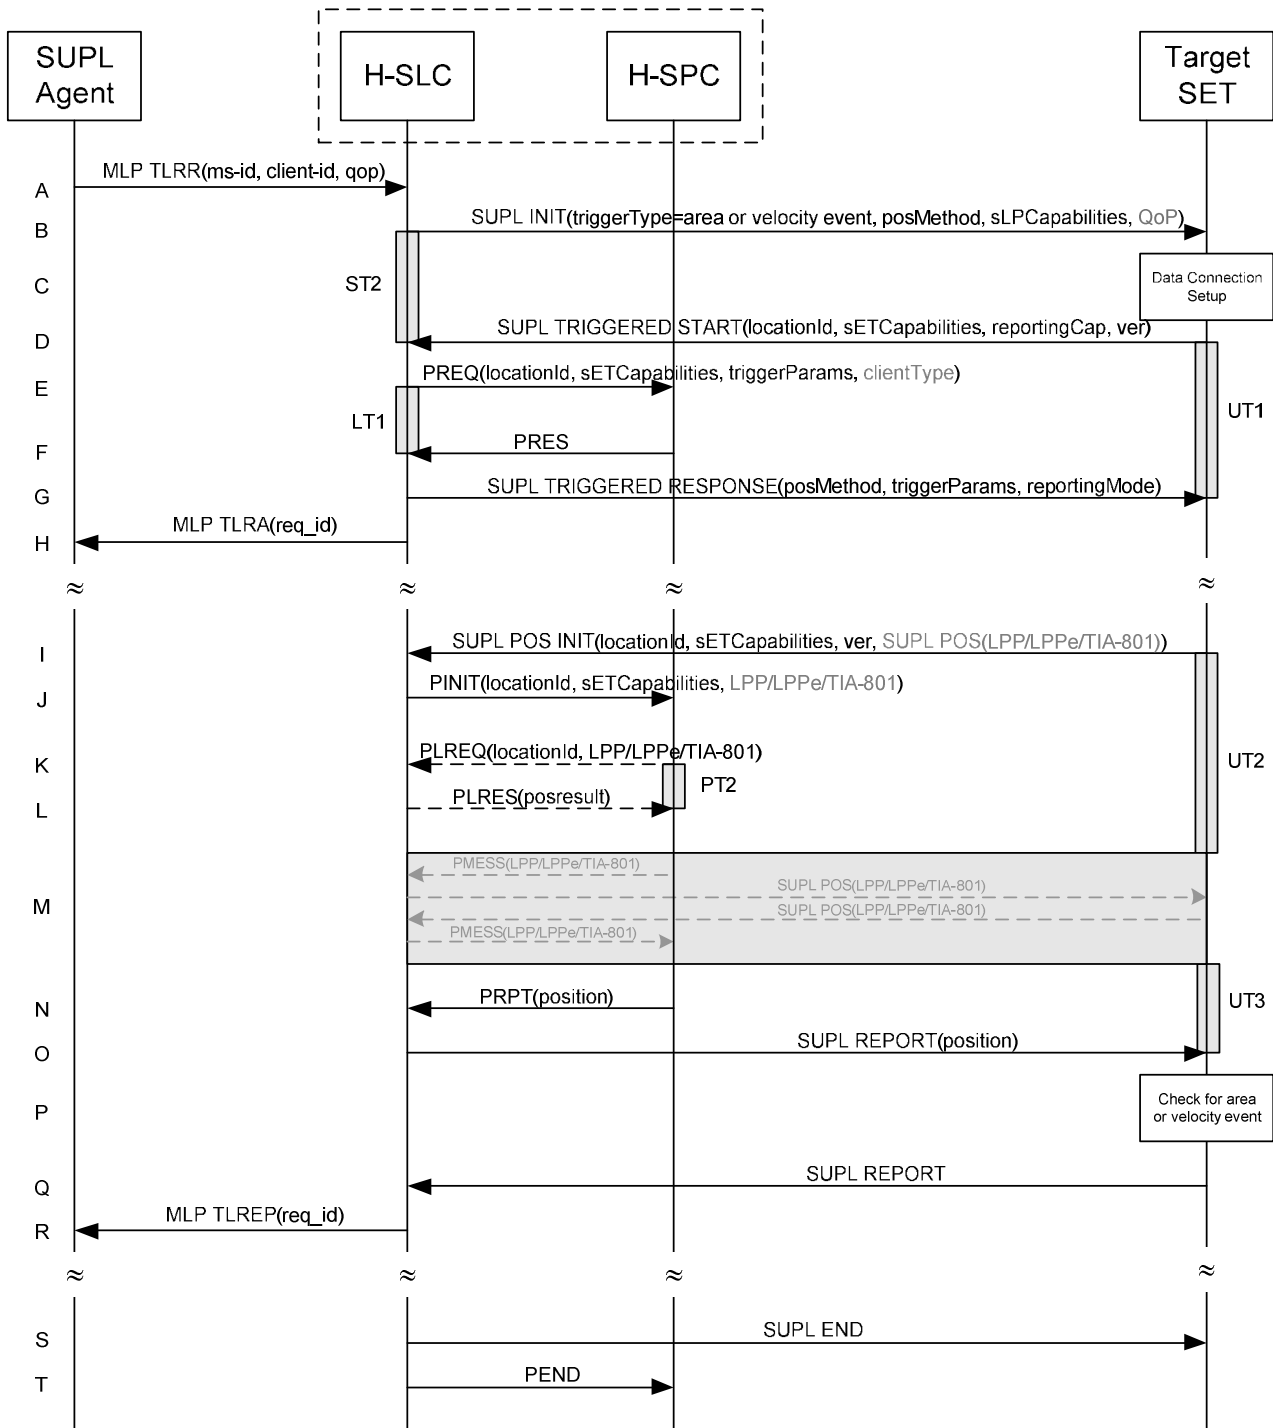 SUPL
Agent
H-SLC
H-SPC
Target
SET
A
MLP TLRR(ms-id, client-id, qop)
B
SUPL INIT(triggerType=area or velocity event, posMethod, sLPCapabilities, QoP)
C
ST2
Data Connection
Setup
D
SUPL TRIGGERED START(locationId, sETCapabilities, reportingCap, ver)
E
PREQ(locationId, sETCapabilities, triggerParams, clientType)
LT1
UT1
F
PRES
G
SUPL TRIGGERED RESPONSE(posMethod, triggerParams, reportingMode)
H
MLP TLRA(req_id)
≈ ≈ ≈ ≈
I
SUPL POS INIT(locationId, sETCapabilities, ver, SUPL POS(LPP/LPPe/TIA-801))
J
PINIT(locationId, sETCapabilities, LPP/LPPe/TIA-801)
K
PLREQ(locationId, LPP/LPPe/TIA-801)
UT2
PT2
L
PLRES(posresult)
M
PMESS(LPP/LPPe/TIA-801)
SUPL POS(LPP/LPPe/TIA-801)
SUPL POS(LPP/LPPe/TIA-801)
PMESS(LPP/LPPe/TIA-801)
N
PRPT(position)
UT3
O
SUPL REPORT(position)
P
Check for area
or velocity event
Q
SUPL REPORT
R
MLP TLREP(req_id)
≈ ≈ ≈ ≈
S
SUPL END
T
PEND